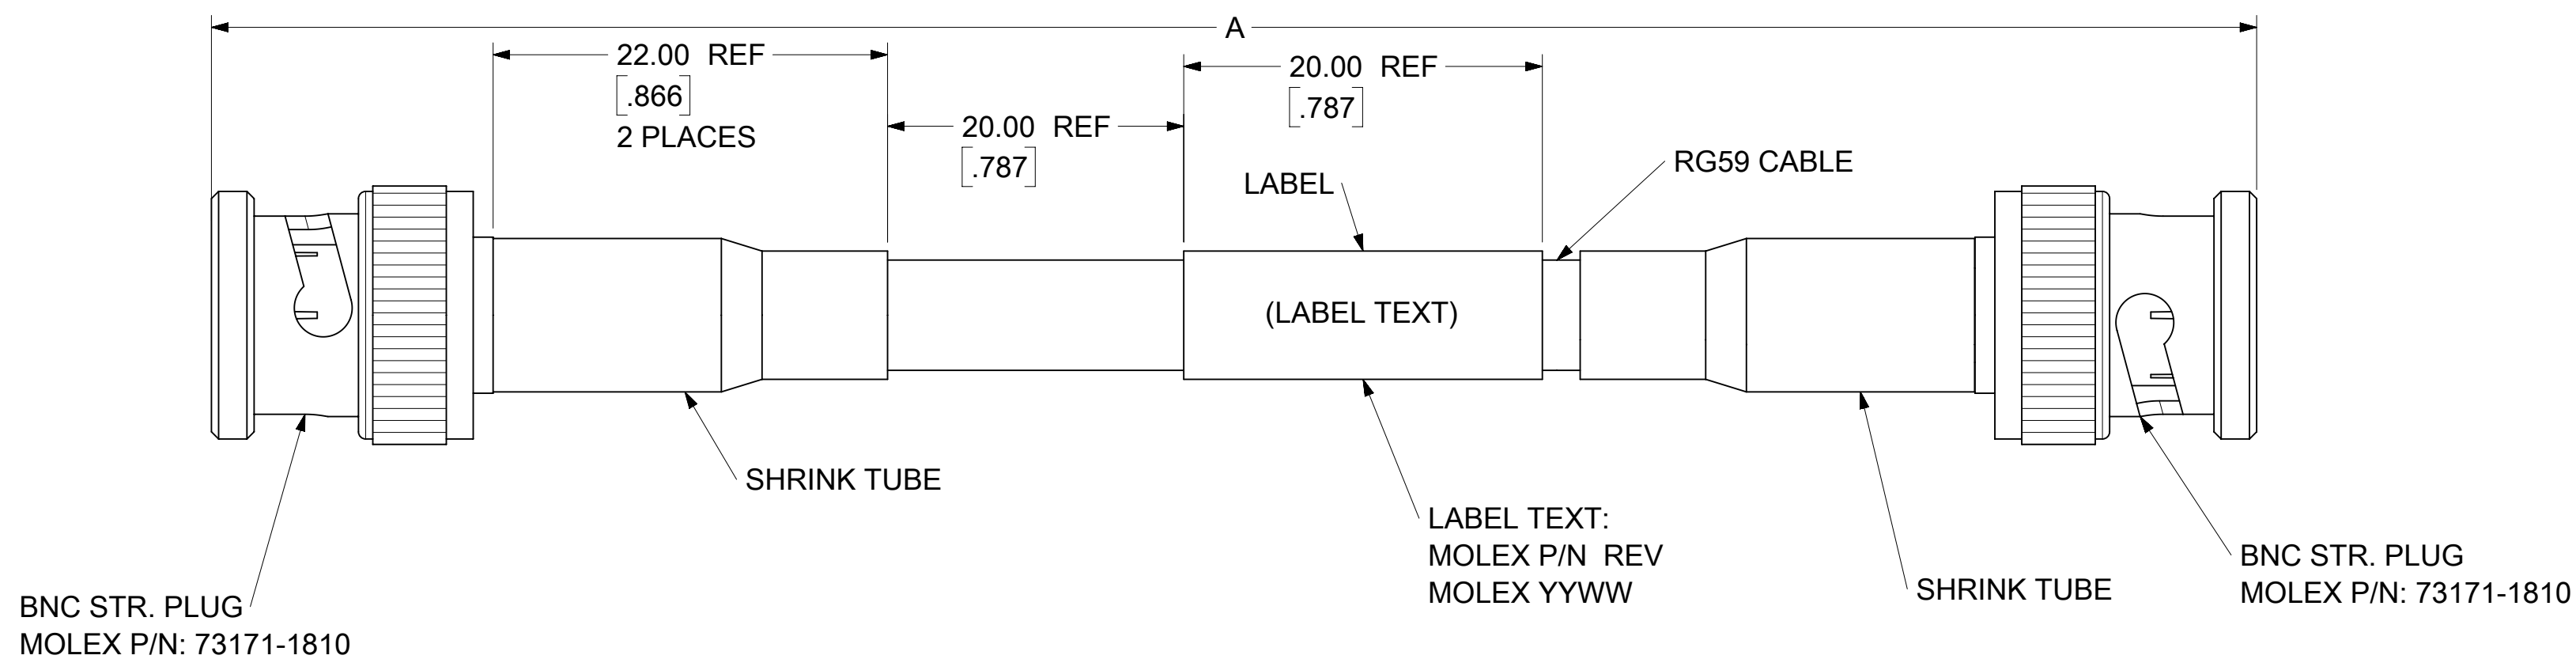 A
22.00 REF
[.866]
2 PLACES
20.00 REF
[.787]
20.00 REF
[.787]
LABEL
RG59 CABLE
(LABEL TEXT)
SHRINK TUBE
LABEL TEXT:
MOLEX P/N REV
MOLEX YYWW
SHRINK TUBE
BNC STR. PLUG
MOLEX P/N: 73171-1810
BNC STR. PLUG
MOLEX P/N: 73171-1810